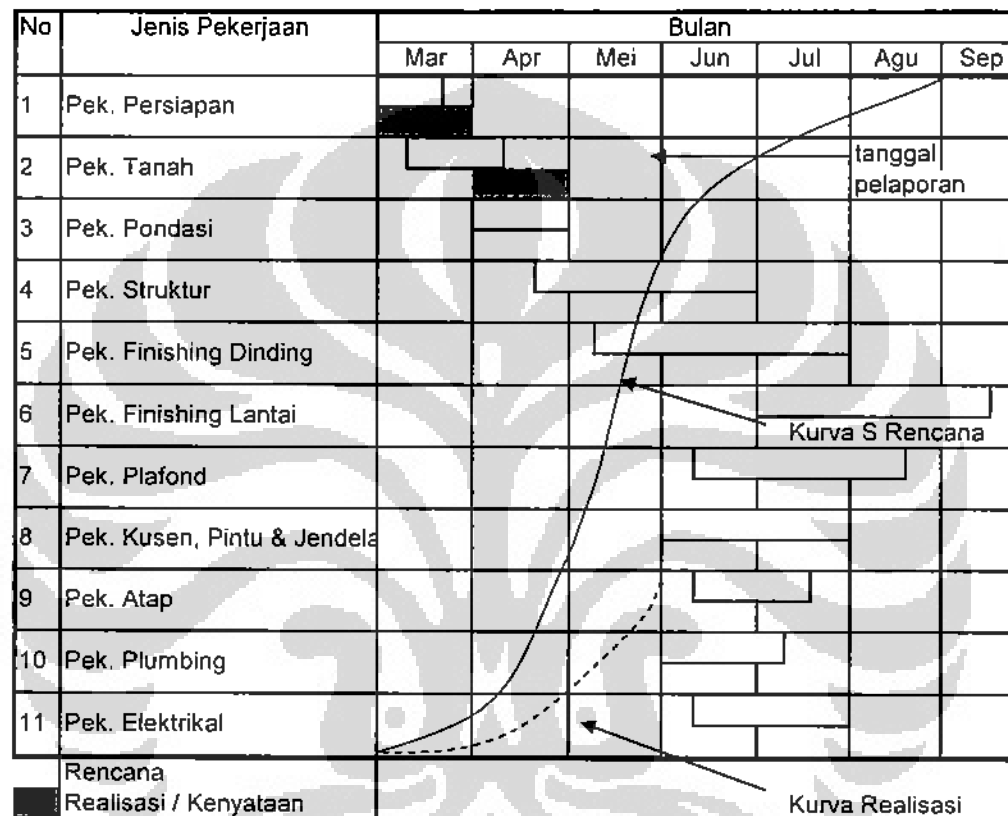 No Jenis Pekerjaan Bulan
Mar Apr Mei Jun Jul Agu Sep
1 Pek. Persiapan
2 Pek. Tanah
tanggal
pelaporan
3 Pek. Pondasi
4 Pek. Struktur
5 Pek. Finishing Dinding
6 Pek. Finishing Lantai
Kurva S Rencana
7 Pek. Plafond
8 Pek. Kusen, Pintu & Jendela
9 Pek. Atap
10 Pek. Plumbing
11 Pek. Elektrikal
Rencana
Realisasi / Kenyataan
Kurva Realisasi